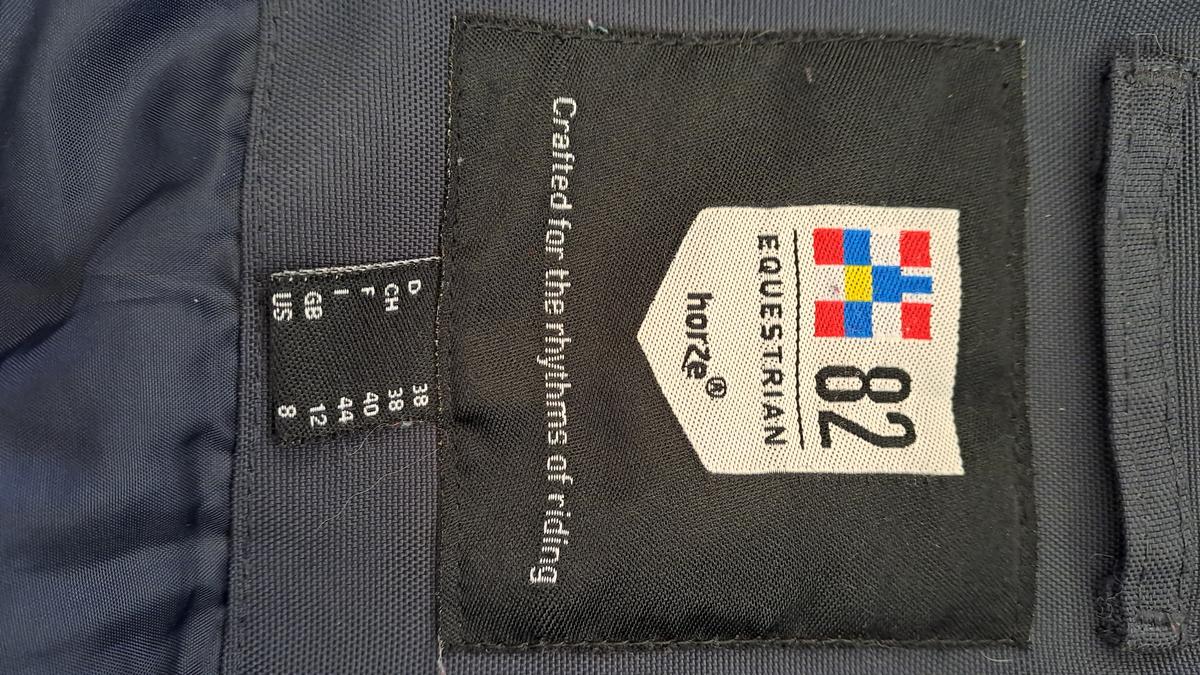 82
EQUESTRIAN
horze®
Crafted for the rhythms of riding
D 38
CH 38
F 40
I 44
GB 12
US 8